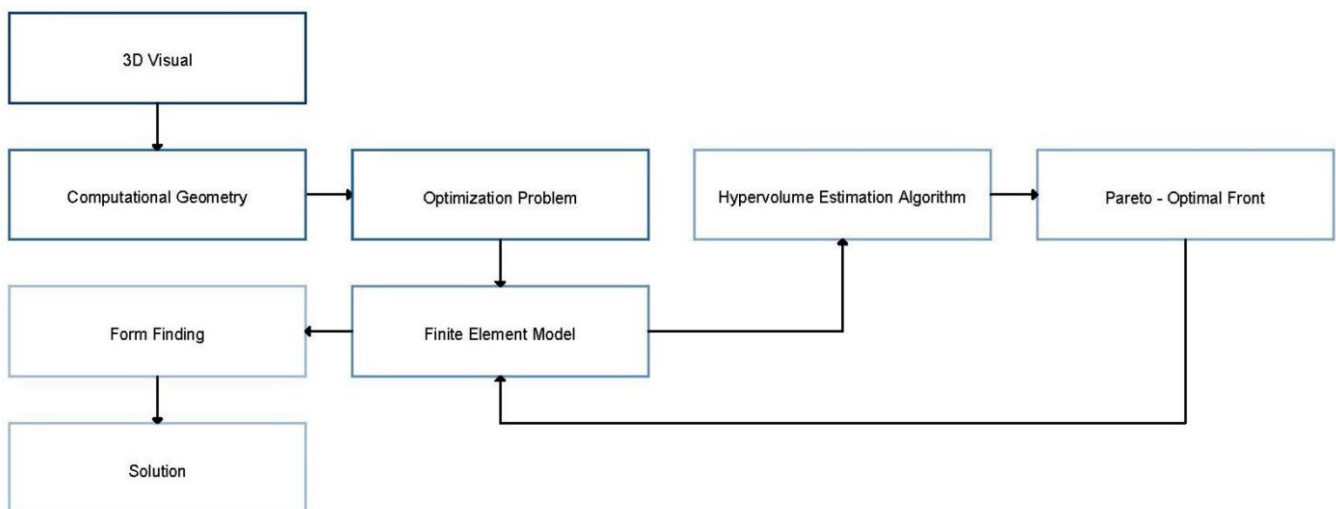 3D Visual
Computational Geometry
Optimization Problem
Hypervolume Estimation Algorithm
Pareto - Optimal Front
Form Finding
Finite Element Model
Solution